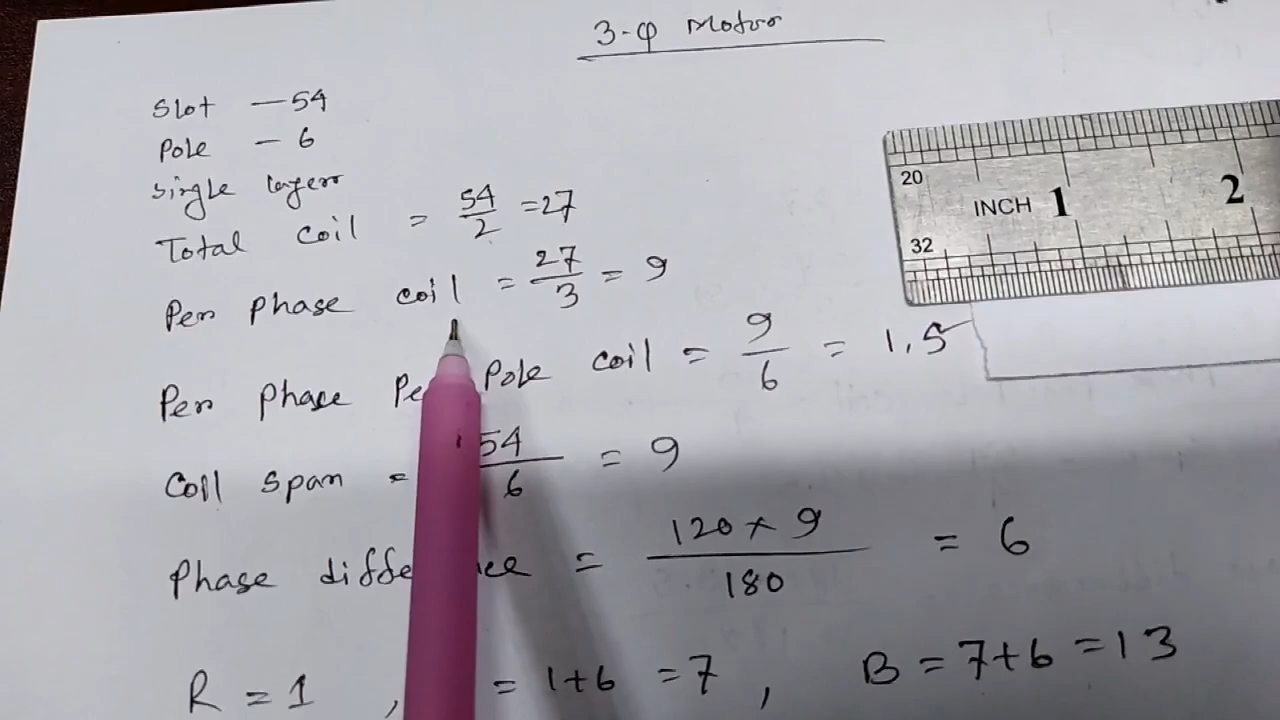 3-φ Motor
Slot — 54
Pole — 6
Single layer
Total coil = 54/2 = 27
Per phase coil = 27/3 = 9
Per phase Pole coil = 9/6 = 1.5
Coil span = 54/6 = 9
Phase = 120 × 9/180 = 6
R = 1 , = 1+6 = 7 , B = 7+6 = 13
20
INCH 1 2
32